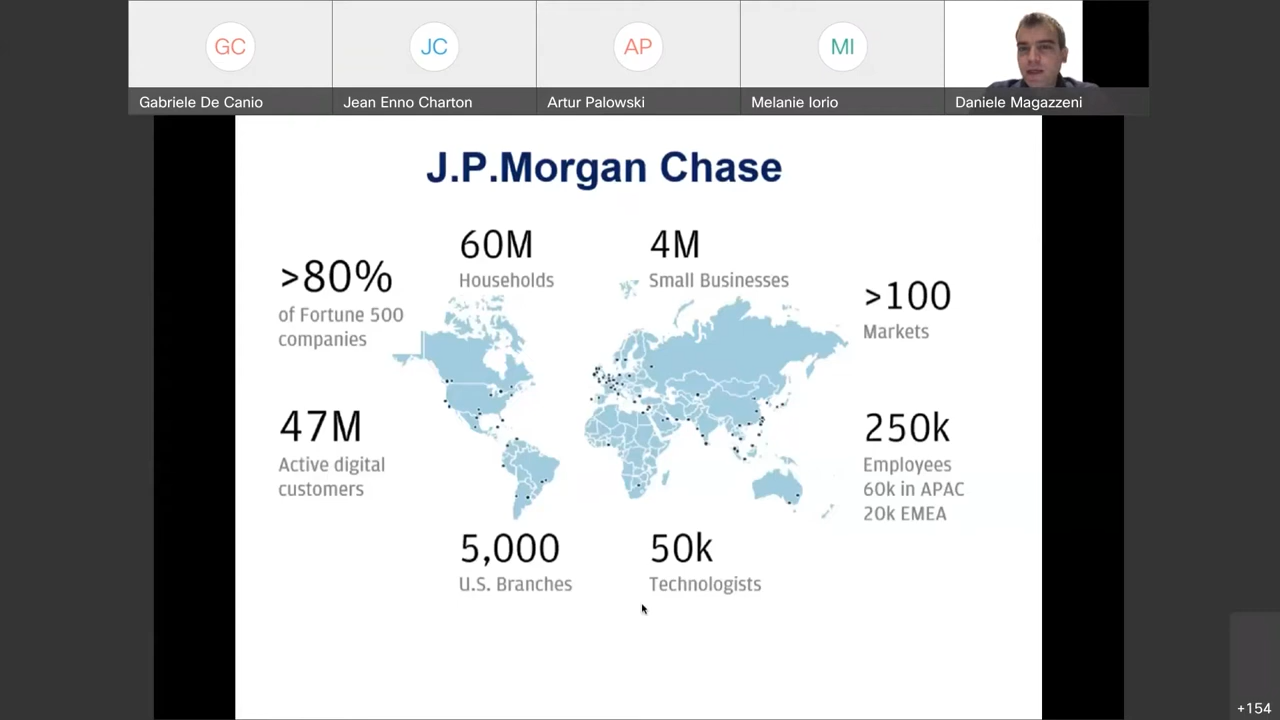 GC
JC
AP
MI
Gabriele De Canio
Jean Enno Charton
Artur Palowski
Melanie Iorio
Daniele Magazzeni
J.P.Morgan Chase
>80%
of Fortune 500
companies
60M
Households
4M
Small Businesses
>100
Markets
47M
Active digital
customers
250k
Employees
60k in APAC
20k EMEA
5,000
U.S. Branches
50k
Technologists
+154